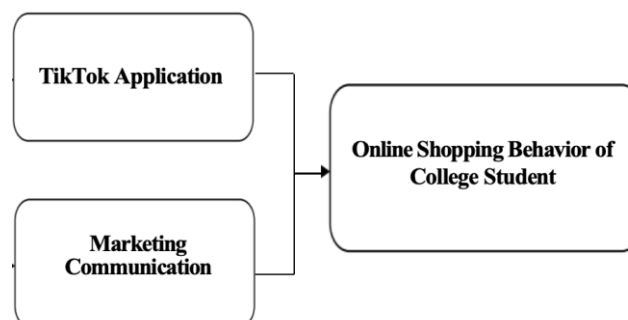 TikTok Application
Marketing
Communication
Online Shopping Behavior of
College Student